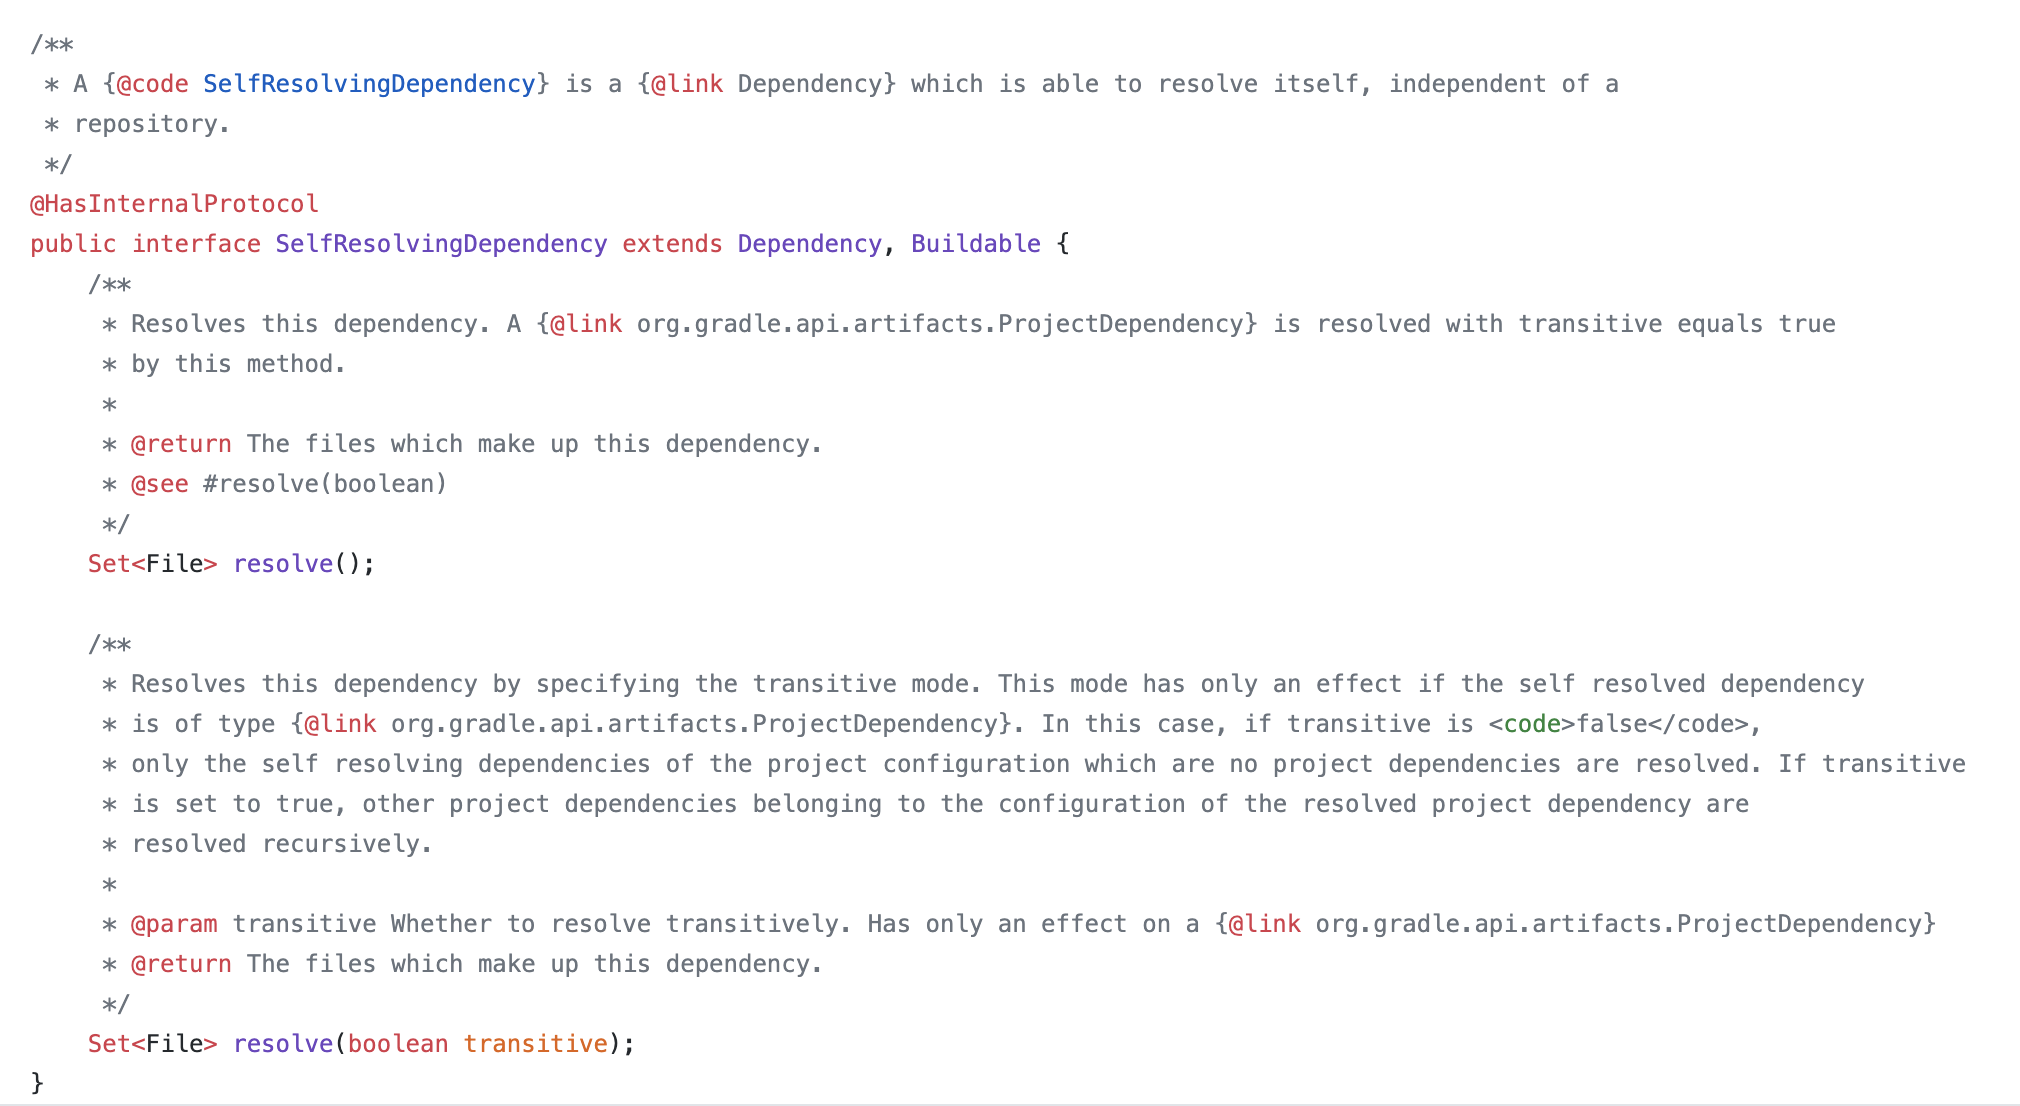 /**
 * A {@code SelfResolvingDependency} is a {@link Dependency} which is able to resolve itself, independent of a
 * repository.
 */
@HasInternalProtocol
public interface SelfResolvingDependency extends Dependency, Buildable {
    /**
     * Resolves this dependency. A {@link org.gradle.api.artifacts.ProjectDependency} is resolved with transitive equals true
     * by this method.
     *
     * @return The files which make up this dependency.
     * @see #resolve(boolean)
     */
    Set<File> resolve();

    /**
     * Resolves this dependency by specifying the transitive mode. This mode has only an effect if the self resolved dependency
     * is of type {@link org.gradle.api.artifacts.ProjectDependency}. In this case, if transitive is <code>false</code>,
     * only the self resolving dependencies of the project configuration which are no project dependencies are resolved. If transitive
     * is set to true, other project dependencies belonging to the configuration of the resolved project dependency are
     * resolved recursively.
     *
     * @param transitive Whether to resolve transitively. Has only an effect on a {@link org.gradle.api.artifacts.ProjectDependency}
     * @return The files which make up this dependency.
     */
    Set<File> resolve(boolean transitive);
}